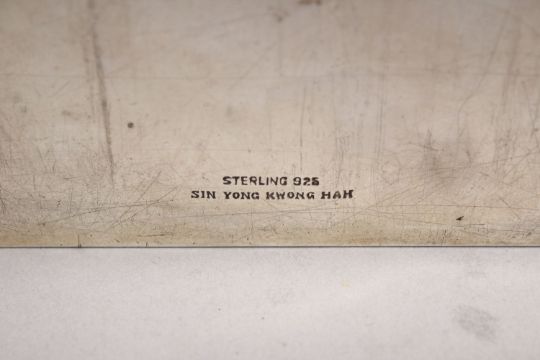 STERLING 925
SIN YONG KWONG HAH